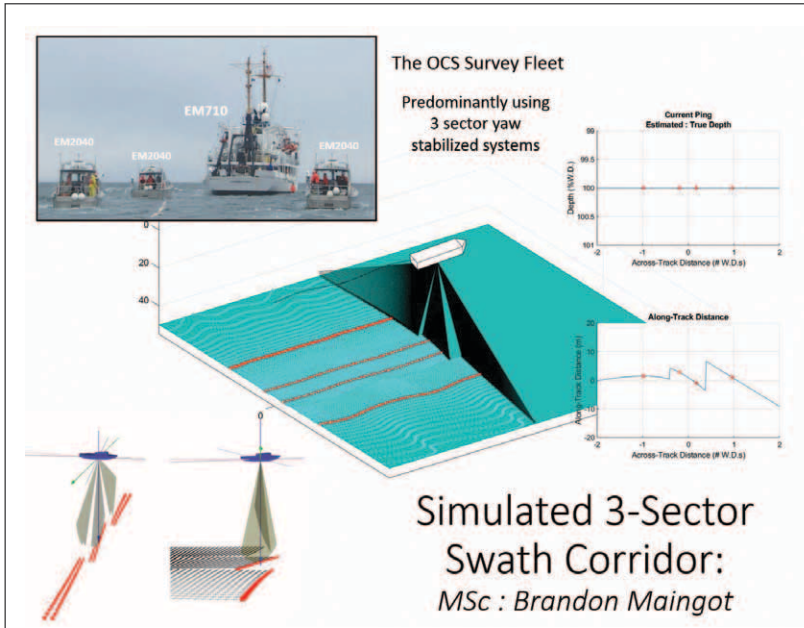 The OCS Survey Fleet
Predominantly using
3 sector yaw
stabilized systems
EM710
EM2040
EM2040
EM2040
Current Ping
Estimated : True Depth
Depth (%W.D.)
99
99.5
100
100.5
101
-2
-1
0
1
2
Across-Track Distance (# W.D.s)
0
20
40
Along-Track Distance
Along-Track Distance (m)
20
10
0
-10
-20
-2
-1
0
1
2
Across-Track Distance (# W.D.s)
0
Simulated 3-Sector
Swath Corridor:
MSc : Brandon Maingot